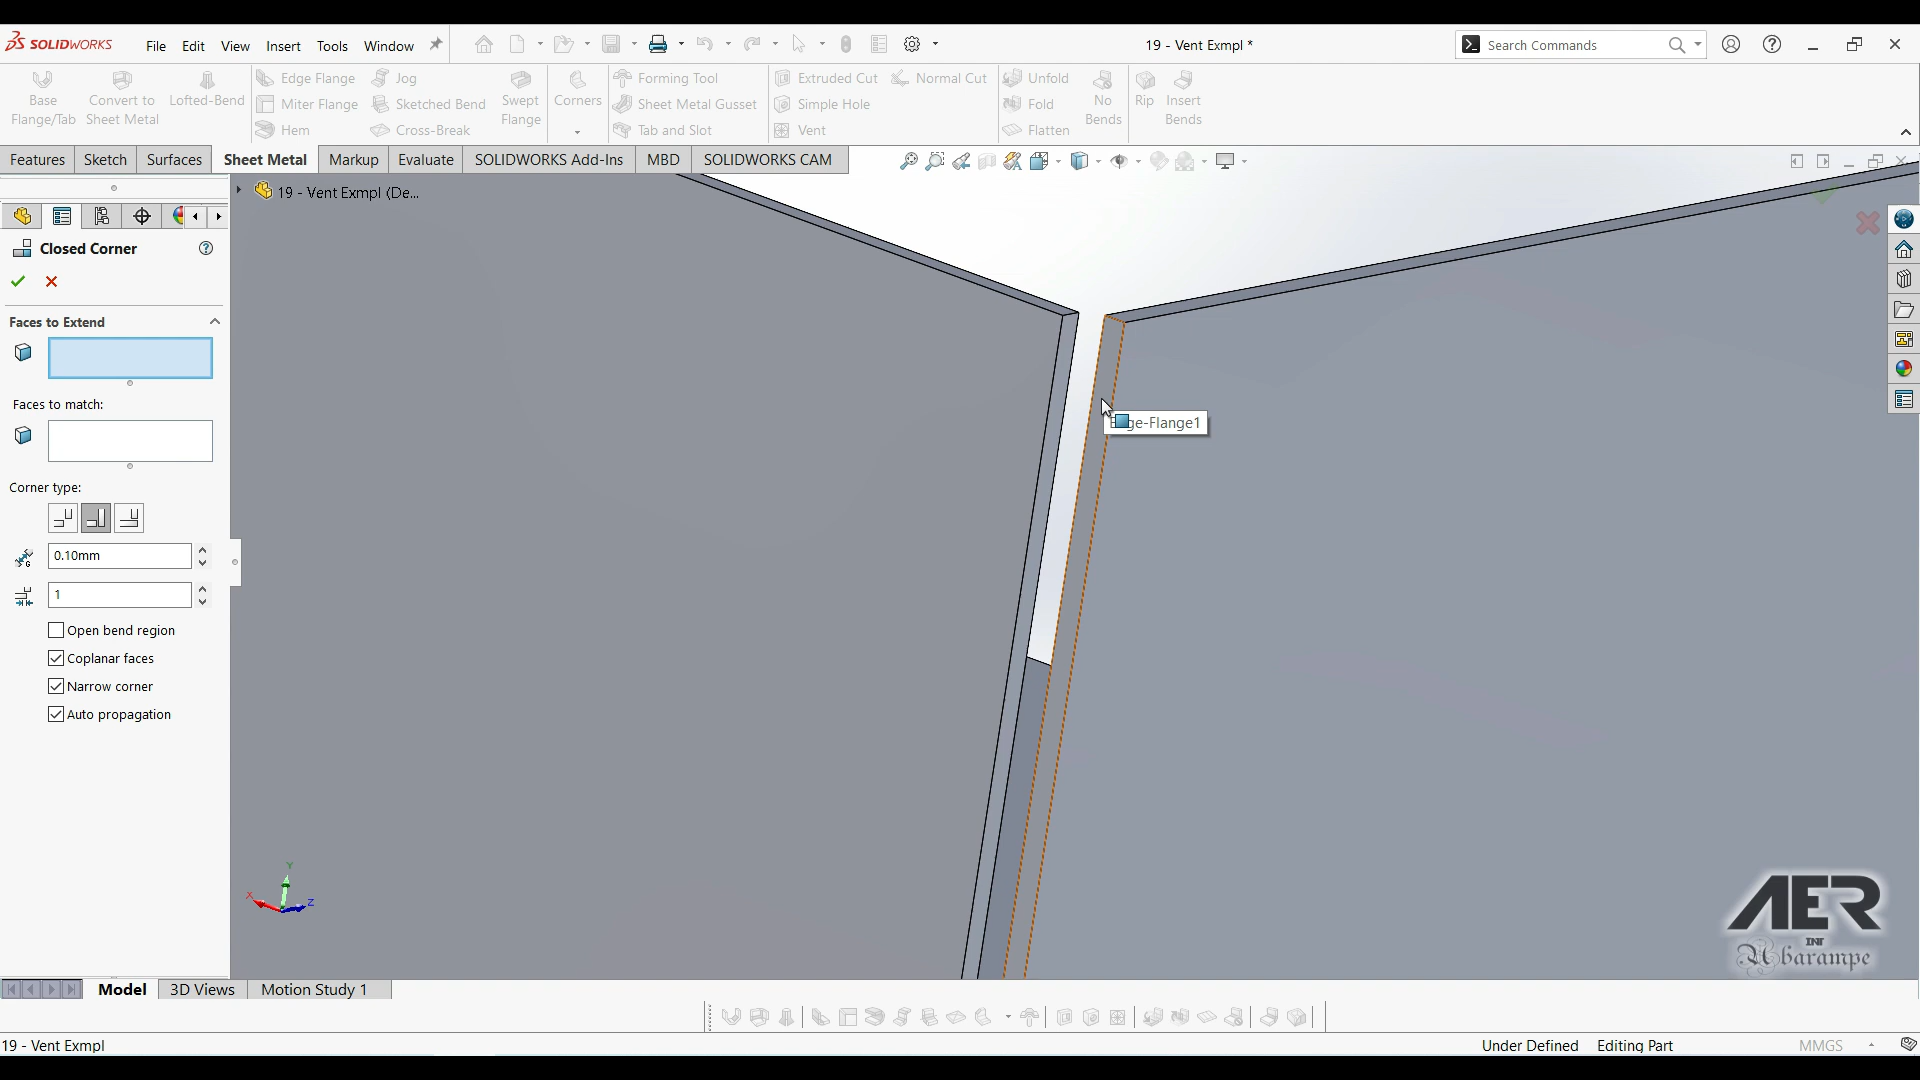 SOLIDWORKS
File Edit View Insert Tools Window
19 - Vent Exmpl *
Search Commands
Base Flange/Tab
Convert to Sheet Metal
Lofted-Bend
Edge Flange
Miter Flange
Hem
Jog
Sketched Bend
Cross-Break
Swept Flange
Corners
Forming Tool
Sheet Metal Gusset
Tab and Slot
Extruded Cut
Simple Hole
Vent
Normal Cut
Unfold
Fold
Flatten
No Bends
Rip
Insert Bends
Features Sketch Surfaces Sheet Metal Markup Evaluate SOLIDWORKS Add-Ins MBD SOLIDWORKS CAM
19 - Vent Exmpl (De...
Closed Corner
Faces to Extend
Faces to match:
Corner type:
0.10mm
1
Open bend region
Coplanar faces
Narrow corner
Auto propagation
ge-Flange1
Y
X
Z
AER
INT
Abarampe
Model 3D Views Motion Study 1
19 - Vent Exmpl
Under Defined Editing Part MMGS